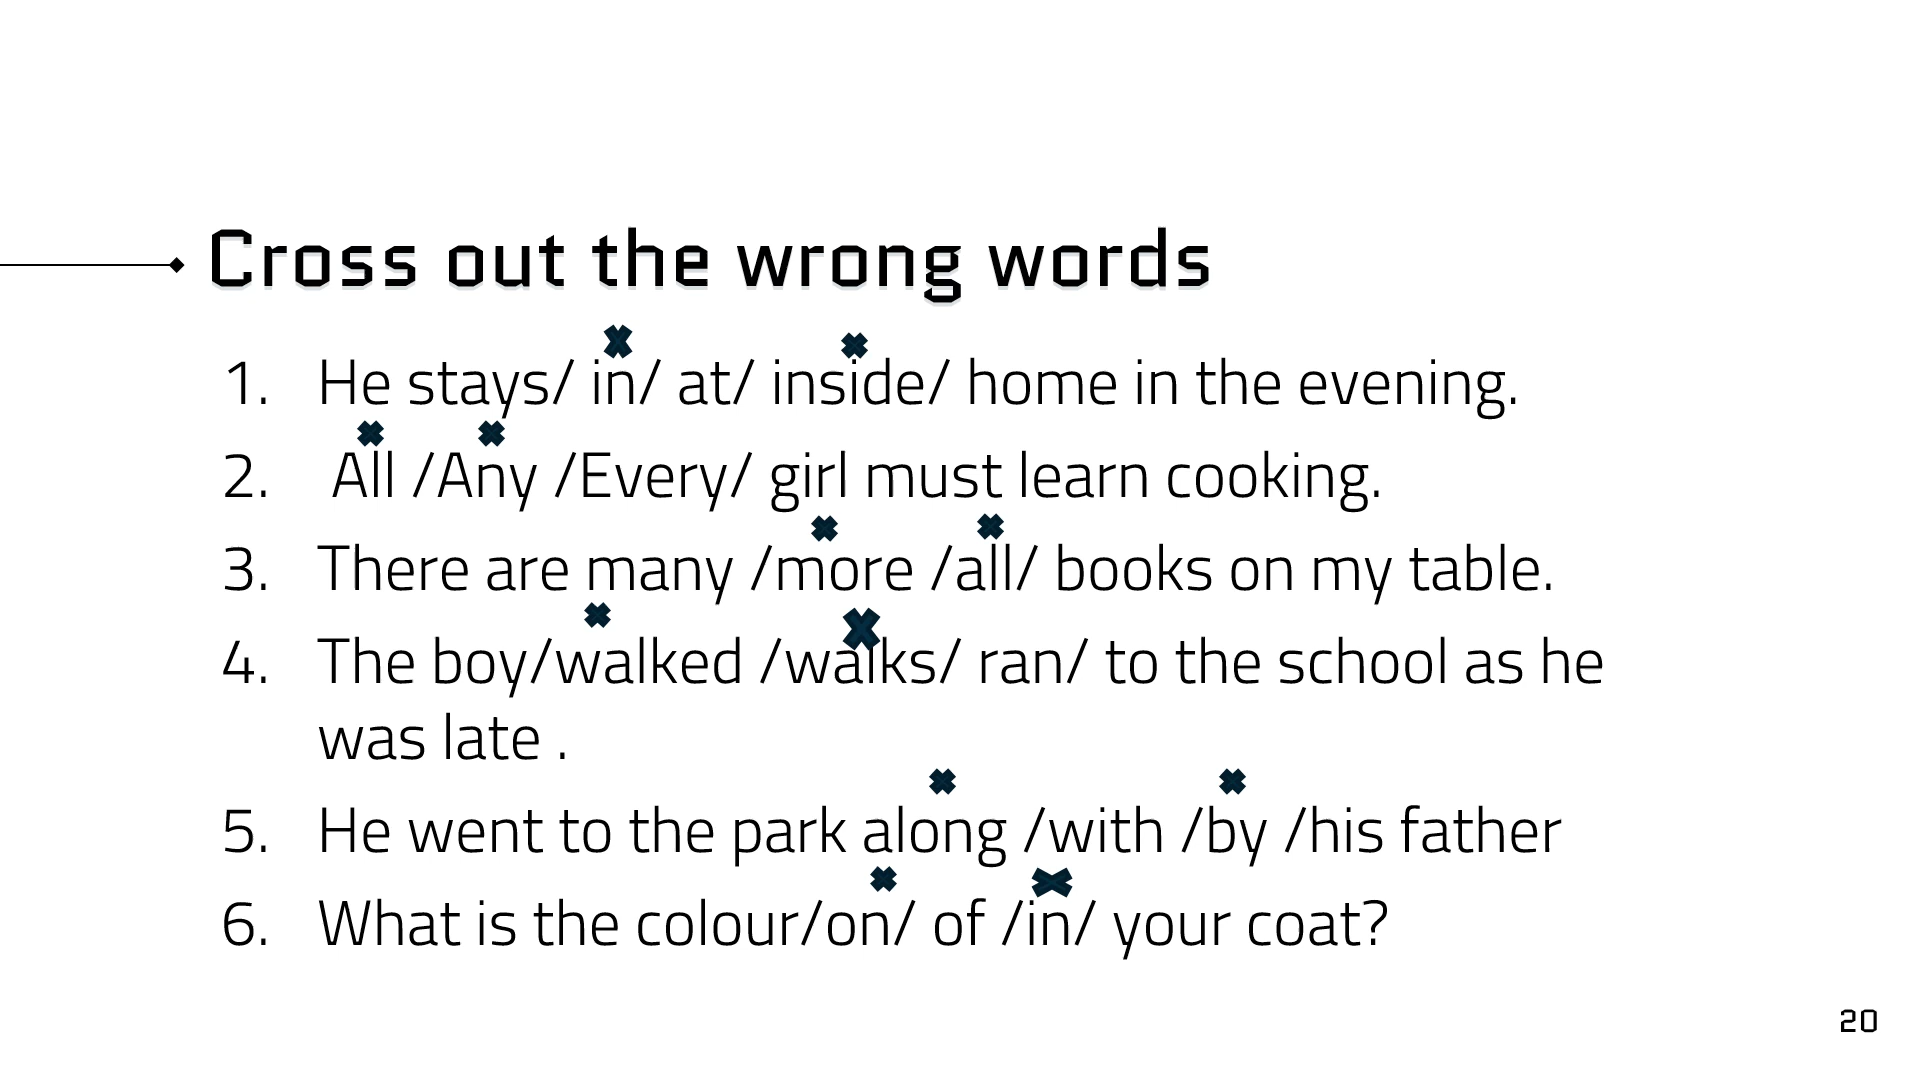 Cross out the wrong words
1. He stays/ in/ at/ inside/ home in the evening.
2. All /Any /Every/ girl must learn cooking.
3. There are many /more /all/ books on my table.
4. The boy/walked /walks/ ran/ to the school as he
was late .
5. He went to the park along /with /by /his father
6. What is the colour/on/ of /in/ your coat?
20